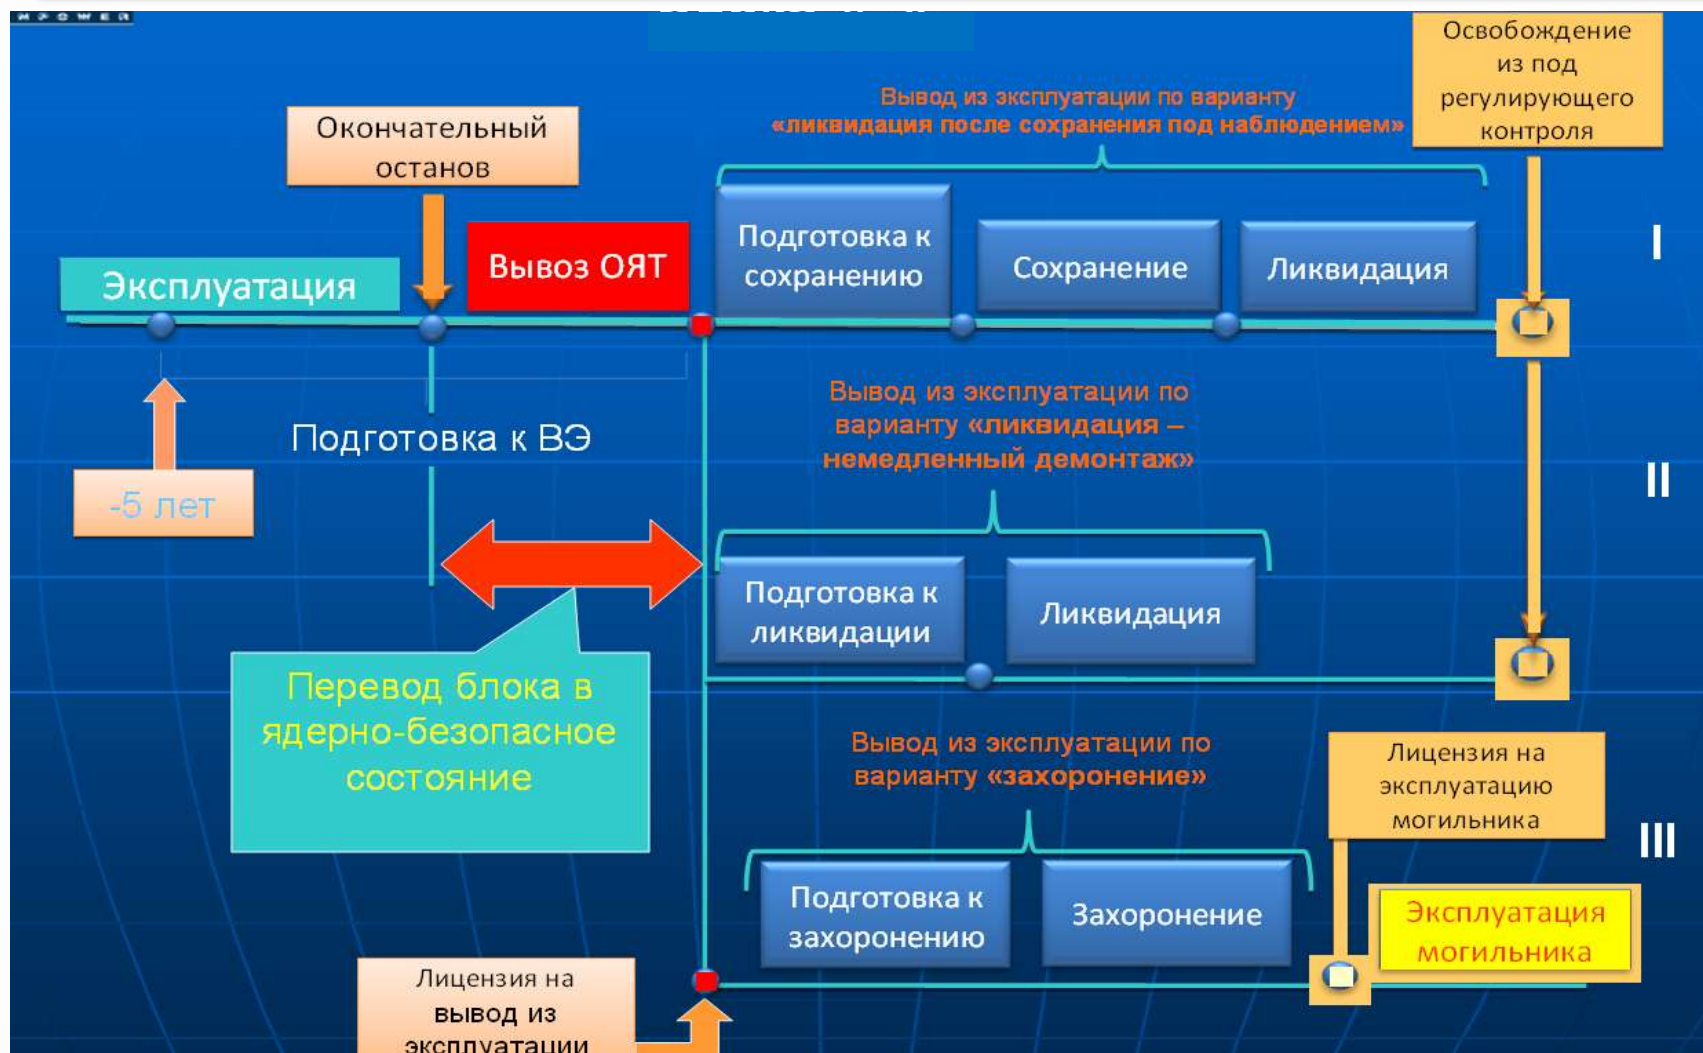 MPOWER
Освобождение
из под
регулирующего
контроля
Вывод из эксплуатации по варианту
«ликвидация после сохранения под наблюдением»
Окончательный
останов
I
Эксплуатация
Вывоз ОЯТ
Подготовка к
сохранению
Сохранение
Ликвидация
Вывод из эксплуатации по
варианту «ликвидация –
немедленный демонтаж»
II
Подготовка к ВЭ
-5 лет
Подготовка к
ликвидации
Ликвидация
Перевод блока в
ядерно-безопасное
состояние
Вывод из эксплуатации по
варианту «захоронение»
Лицензия на
эксплуатацию
могильника
III
Подготовка к
захоронению
Захоронение
Эксплуатация
могильника
Лицензия на
вывод из
эксплуатации